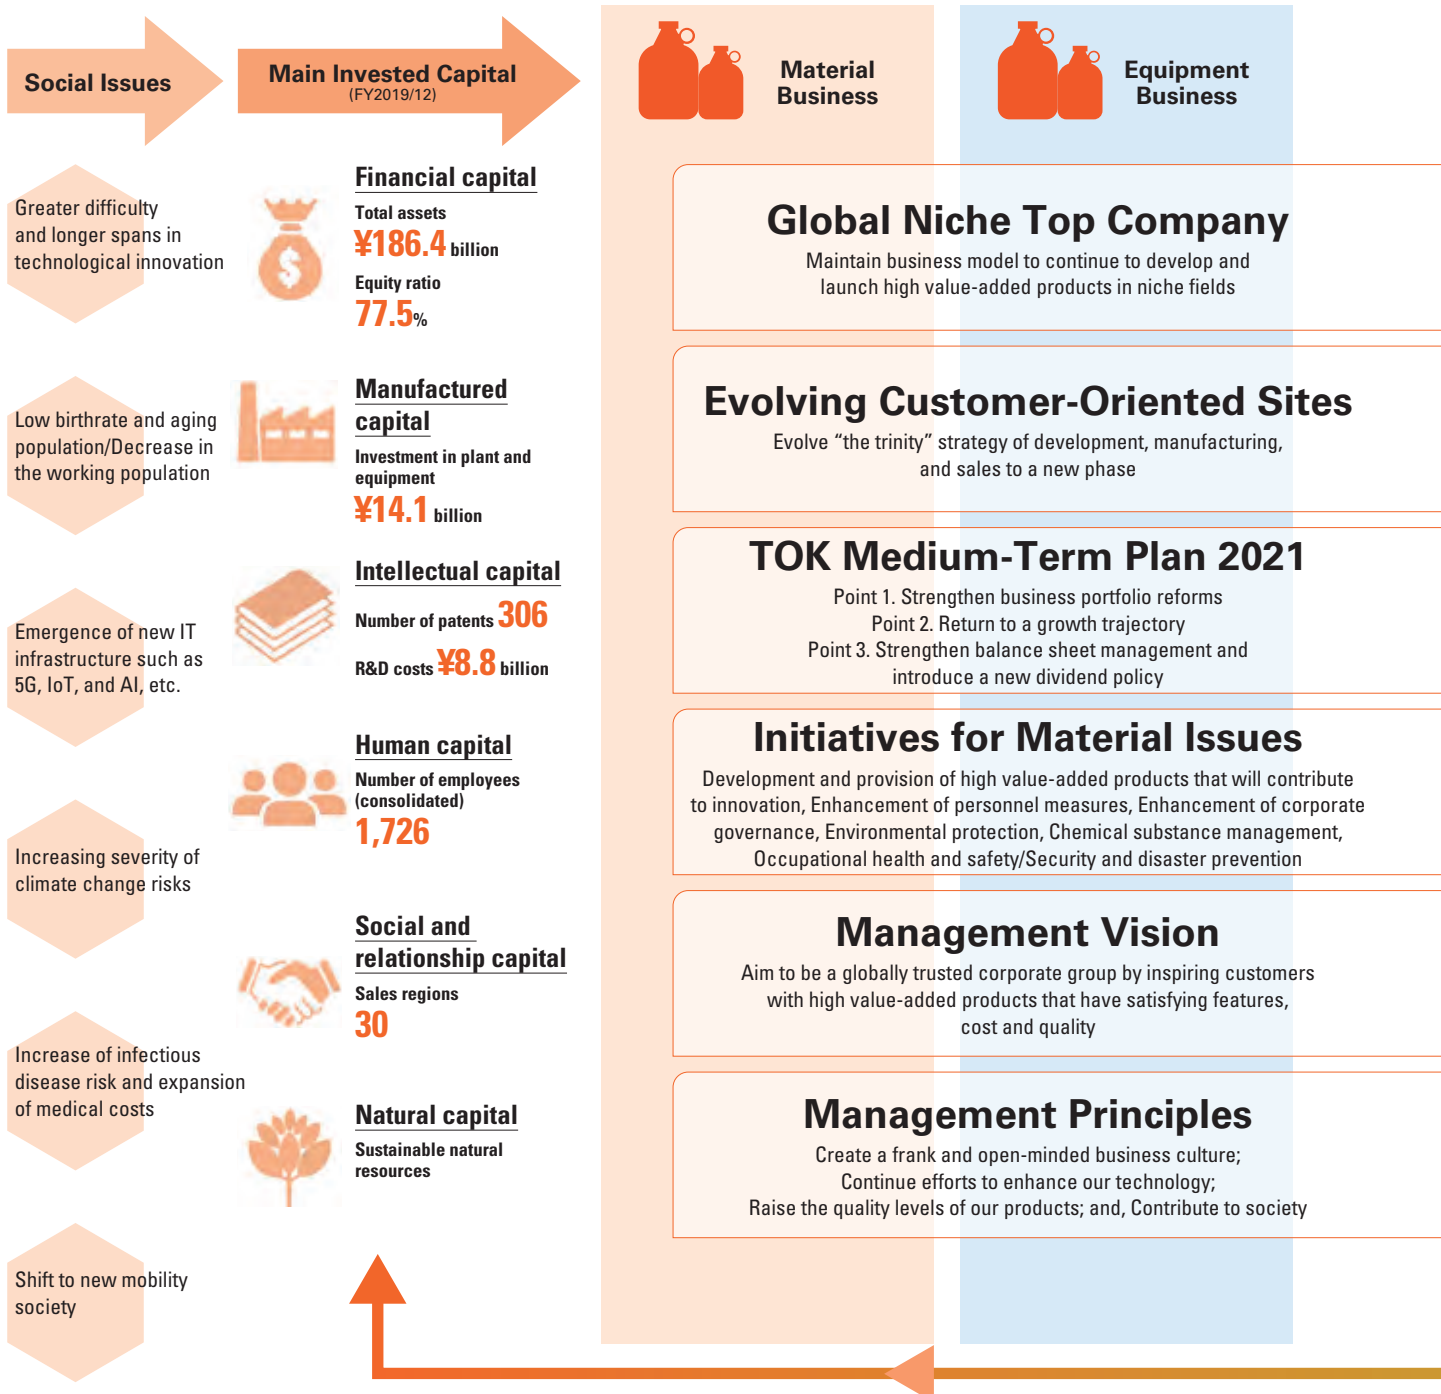 Social Issues
Main Invested Capital
(FY2019/12)
Material
Business
Equipment
Business
Greater difficulty
and longer spans in
technological innovation
Low birthrate and aging
population/Decrease in
the working population
Emergence of new IT
infrastructure such as
5G, IoT, and AI, etc.
Increasing severity of
climate change risks
Increase of infectious
disease risk and expansion
of medical costs
Shift to new mobility
society
$
Financial capital
Total assets
¥186.4 billion
Equity ratio
77.5%
Manufactured
capital
Investment in plant and
equipment
¥14.1 billion
Intellectual capital
Number of patents 306
R&D costs ¥8.8 billion
Human capital
Number of employees
(consolidated)
1,726
Social and
relationship capital
Sales regions
30
Natural capital
Sustainable natural
resources
Global Niche Top Company
Maintain business model to continue to develop and
launch high value-added products in niche fields
Evolving Customer-Oriented Sites
Evolve “the trinity” strategy of development, manufacturing,
and sales to a new phase
TOK Medium-Term Plan 2021
Point 1. Strengthen business portfolio reforms
Point 2. Return to a growth trajectory
Point 3. Strengthen balance sheet management and
introduce a new dividend policy
Initiatives for Material Issues
Development and provision of high value-added products that will contribute
to innovation, Enhancement of personnel measures, Enhancement of corporate
governance, Environmental protection, Chemical substance management,
Occupational health and safety/Security and disaster prevention
Management Vision
Aim to be a globally trusted corporate group by inspiring customers
with high value-added products that have satisfying features,
cost and quality
Management Principles
Create a frank and open-minded business culture;
Continue efforts to enhance our technology;
Raise the quality levels of our products; and, Contribute to society